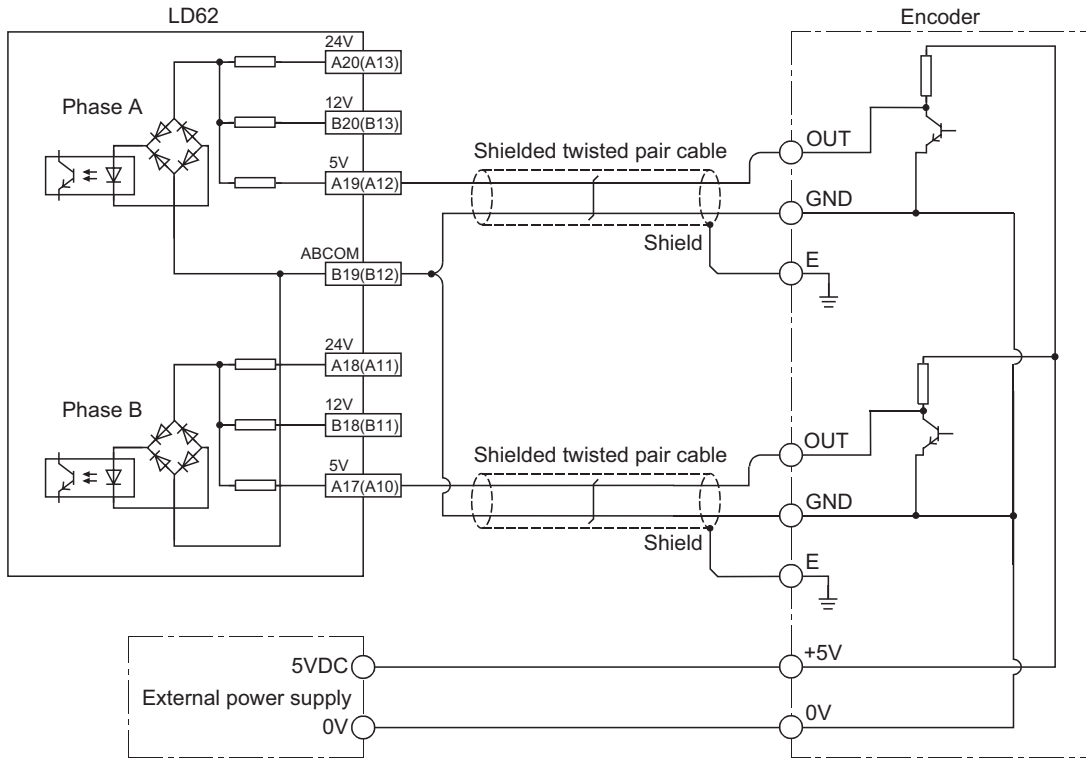 LD62
Encoder
24V
A20(A13)
Phase A
12V
B20(B13)
OUT
Shielded twisted pair cable
5V
A19(A12)
GND
Shield
ABCOM
B19(B12)
E
24V
A18(A11)
Phase B
12V
B18(B11)
OUT
Shielded twisted pair cable
5V
A17(A10)
GND
Shield
E
5VDC
+5V
External power supply
0V
0V